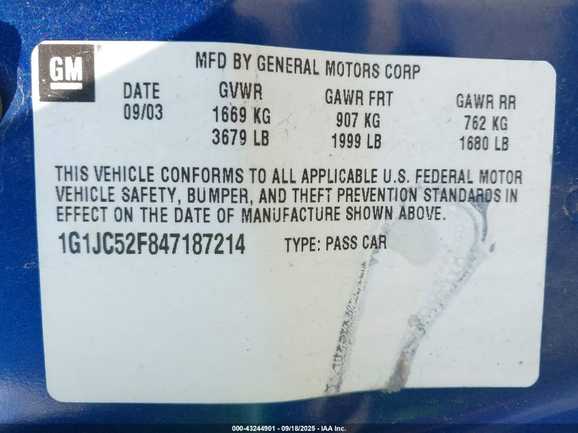 GM
MFD BY GENERAL MOTORS CORP
DATE GVWR GAWR FRT GAWR RR
09/03 1669 KG 907 KG 762 KG
3679 LB 1999 LB 1680 LB
THIS VEHICLE CONFORMS TO ALL APPLICABLE U.S. FEDERAL MOTOR
VEHICLE SAFETY, BUMPER, AND THEFT PREVENTION STANDARDS IN
EFFECT ON THE DATE OF MANUFACTURE SHOWN ABOVE.
1G1JC52F847187214 TYPE: PASS CAR
000-43244901 - 09/18/2025 - IAA Inc.